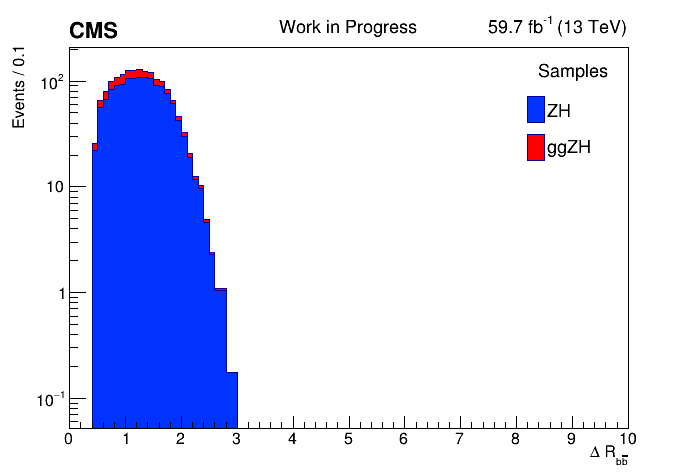 CMS Work in Progress 59.7 fb⁻¹ (13 TeV)
Events / 0.1
Samples
ZH
ggZH
10²
10
1
10⁻¹
0 1 2 3 4 5 6 7 8 9 10
Δ R_bb̅